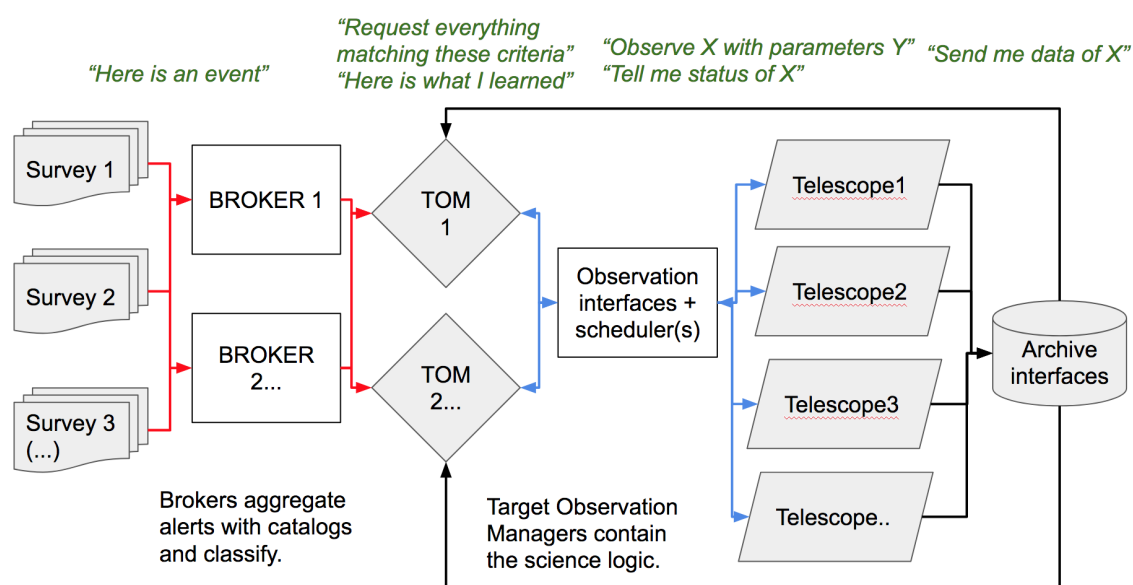 “Here is an event”
“Request everything
matching these criteria”
“Here is what I learned”
“Observe X with parameters Y”
“Tell me status of X”
“Send me data of X”
Survey 1
Survey 2
Survey 3
(...)
BROKER 1
BROKER
2...
TOM
1
TOM
2...
Observation
interfaces +
scheduler(s)
Telescope1
Telescope2
Telescope3
Telescope..
Archive
interfaces
Brokers aggregate
alerts with catalogs
and classify.
Target Observation
Managers contain
the science logic.